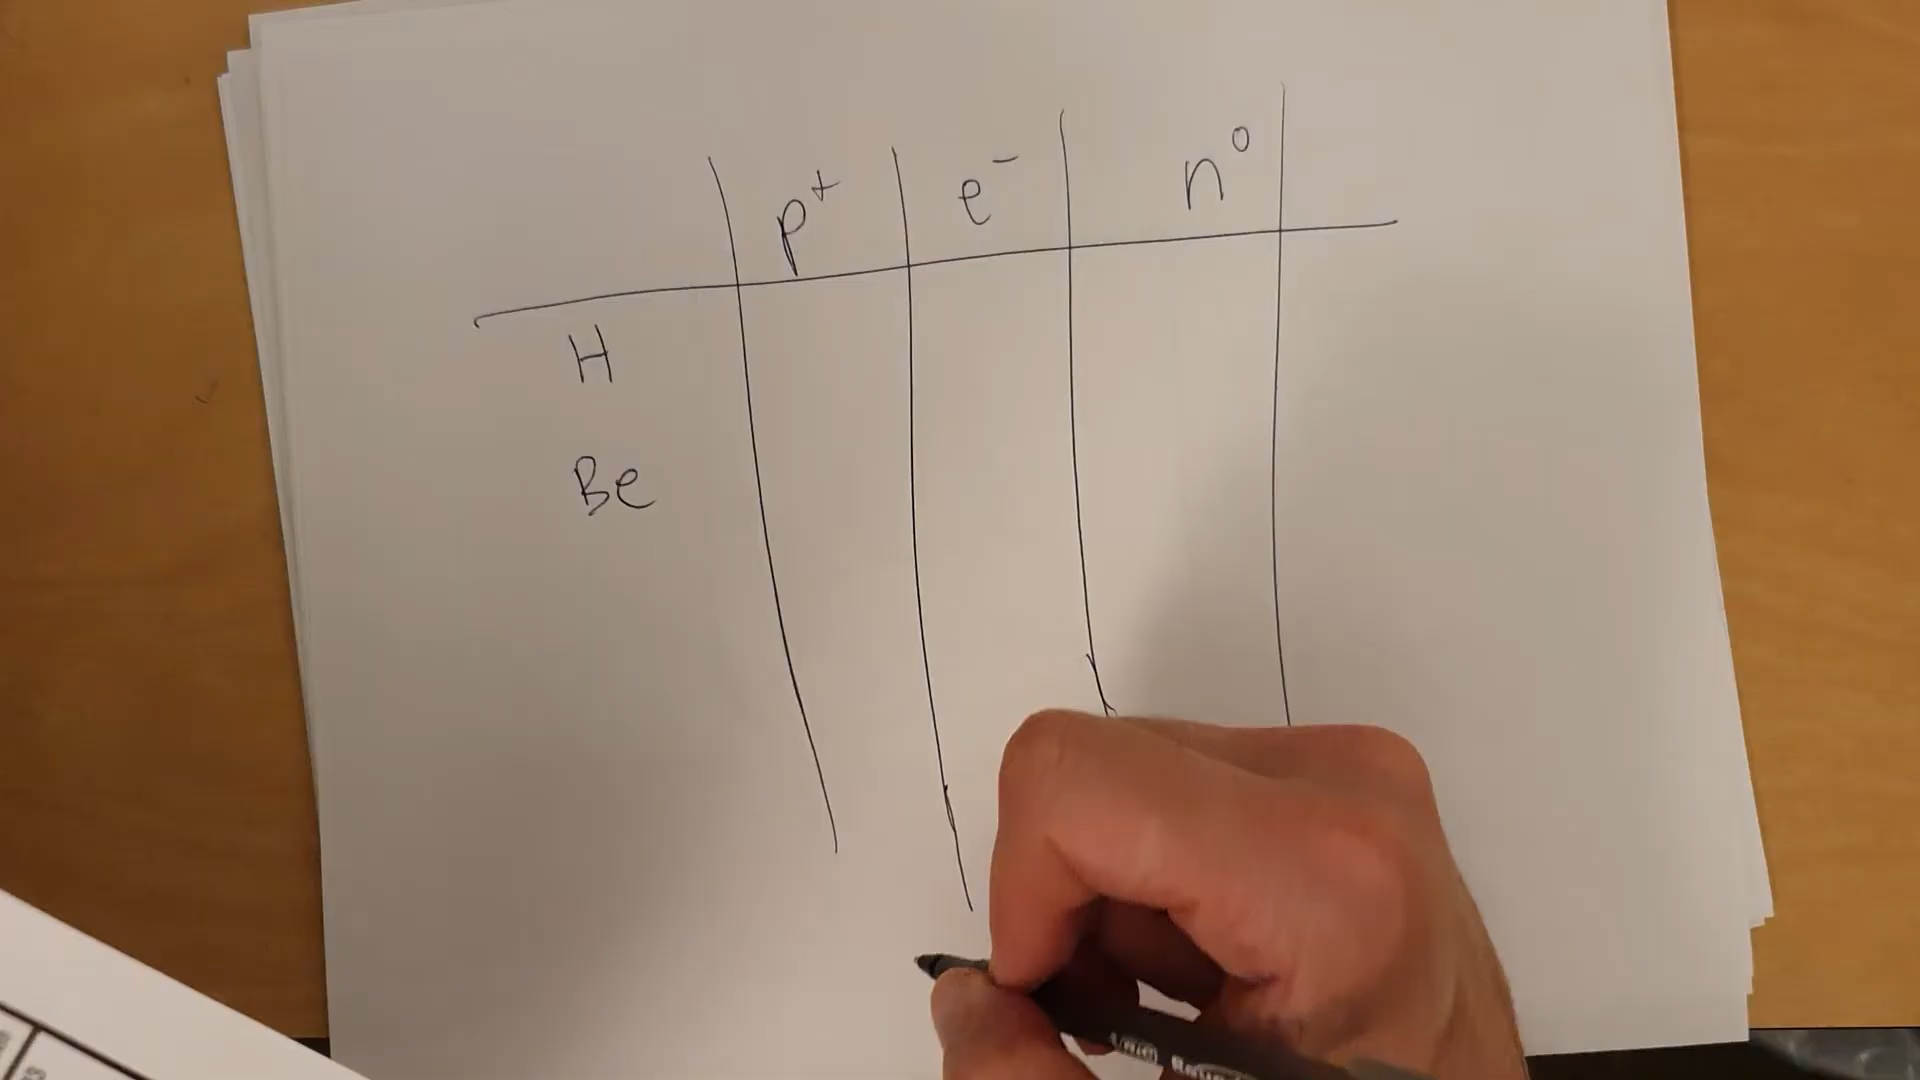 p⁺ e⁻ n⁰
H
Be